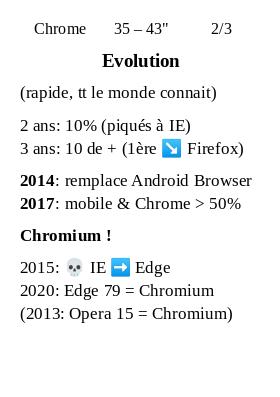 Chrome 35 – 43" 2/3
Evolution
(rapide, tt le monde connait)
2 ans: 10% (piqués à IE)
3 ans: 10 de + (1ère ↘️ Firefox)
2014: remplace Android Browser
2017: mobile & Chrome > 50%
Chromium !
2015: 💀 IE ➡️ Edge
2020: Edge 79 = Chromium
(2013: Opera 15 = Chromium)